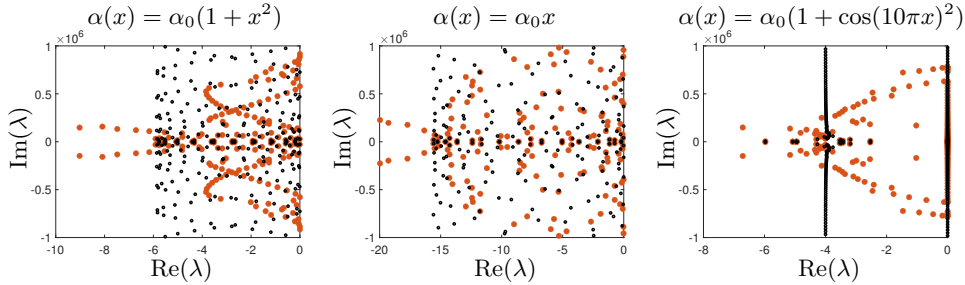 α(x) = α₀(1 + x²)
×10⁶
1
0.5
0
-0.5
-1
-10 -8 -6 -4 -2 0
Im(λ)
Re(λ)
α(x) = α₀x
×10⁶
1
0.5
0
-0.5
-1
-20 -15 -10 -5 0
Im(λ)
Re(λ)
α(x) = α₀(1 + cos(10πx)²)
×10⁶
1
0.5
0
-0.5
-1
-8 -6 -4 -2 0
Im(λ)
Re(λ)